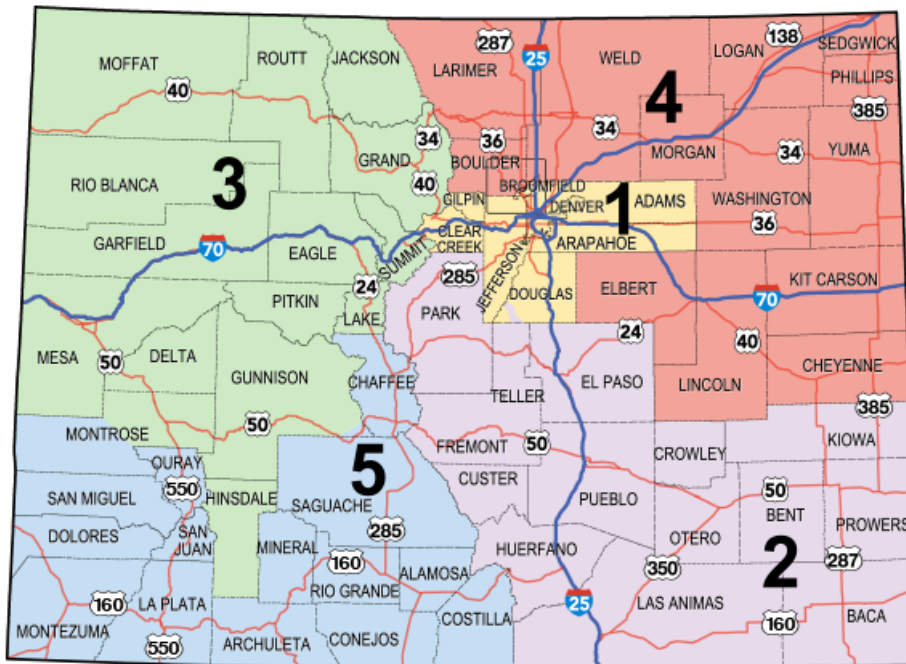 138
287
25
LOGAN
SEDGWICK
ROUTT
JACKSON
WELD
MOFFAT
LARIMER
PHILLIPS
40
4
385
34
36
34
GRAND
BOULDER
MORGAN
34
YUMA
3
RIO BLANCA
40
BROOMFIELD
GILPIN
DENVER
1
ADAMS
WASHINGTON
36
CLEAR
CREEK
ARAPAHOE
GARFIELD
70
EAGLE
SUMMIT
285
JEFFERSON
KIT CARSON
24
PITKIN
LAKE
PARK
DOUGLAS
ELBERT
70
24
MESA
50
DELTA
40
CHEYENNE
GUNNISON
CHAFFEE
TELLER
EL PASO
LINCOLN
385
MONTROSE
50
FREMONT
50
KIOWA
OURAY
5
CROWLEY
550
HINSDALE
CUSTER
50
SAN MIGUEL
SAGUACHE
PUEBLO
BENT
PROWERS
DOLORES
SAN
JUAN
285
OTERO
MINERAL
160
HUERFANO
350
2
287
RIO GRANDE
ALAMOSA
160
LA PLATA
COSTILLA
25
LAS ANIMAS
160
BACA
MONTEZUMA
550
ARCHULETA
CONEJOS